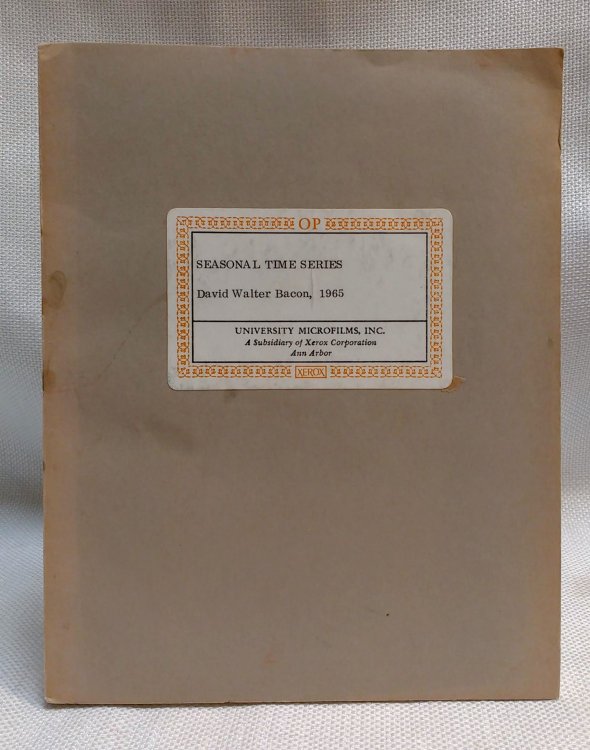 OP
SEASONAL TIME SERIES
David Walter Bacon, 1965
UNIVERSITY MICROFILMS, INC.
A Subsidiary of Xerox Corporation
Ann Arbor
XEROX